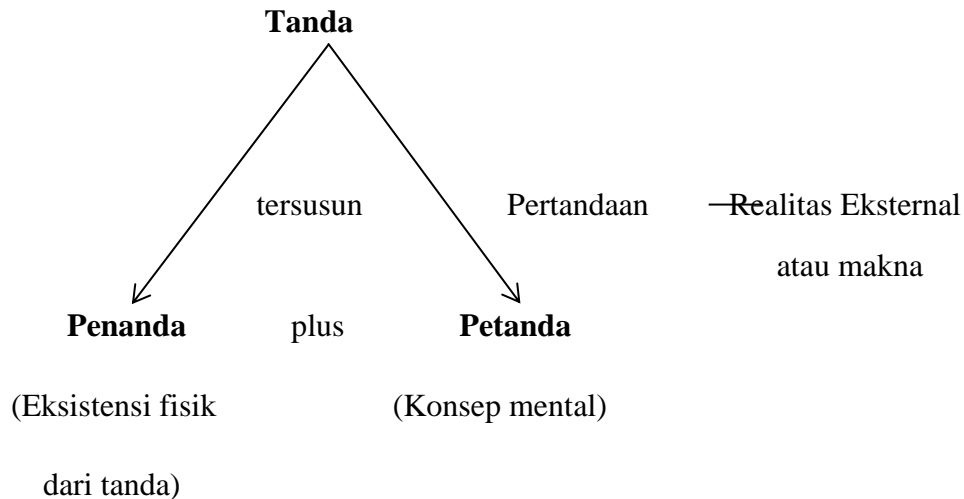 Tanda
tersusun Pertandaan Realitas Eksternal
atau makna
Penanda plus Petanda
(Eksistensi fisik (Konsep mental)
dari tanda)